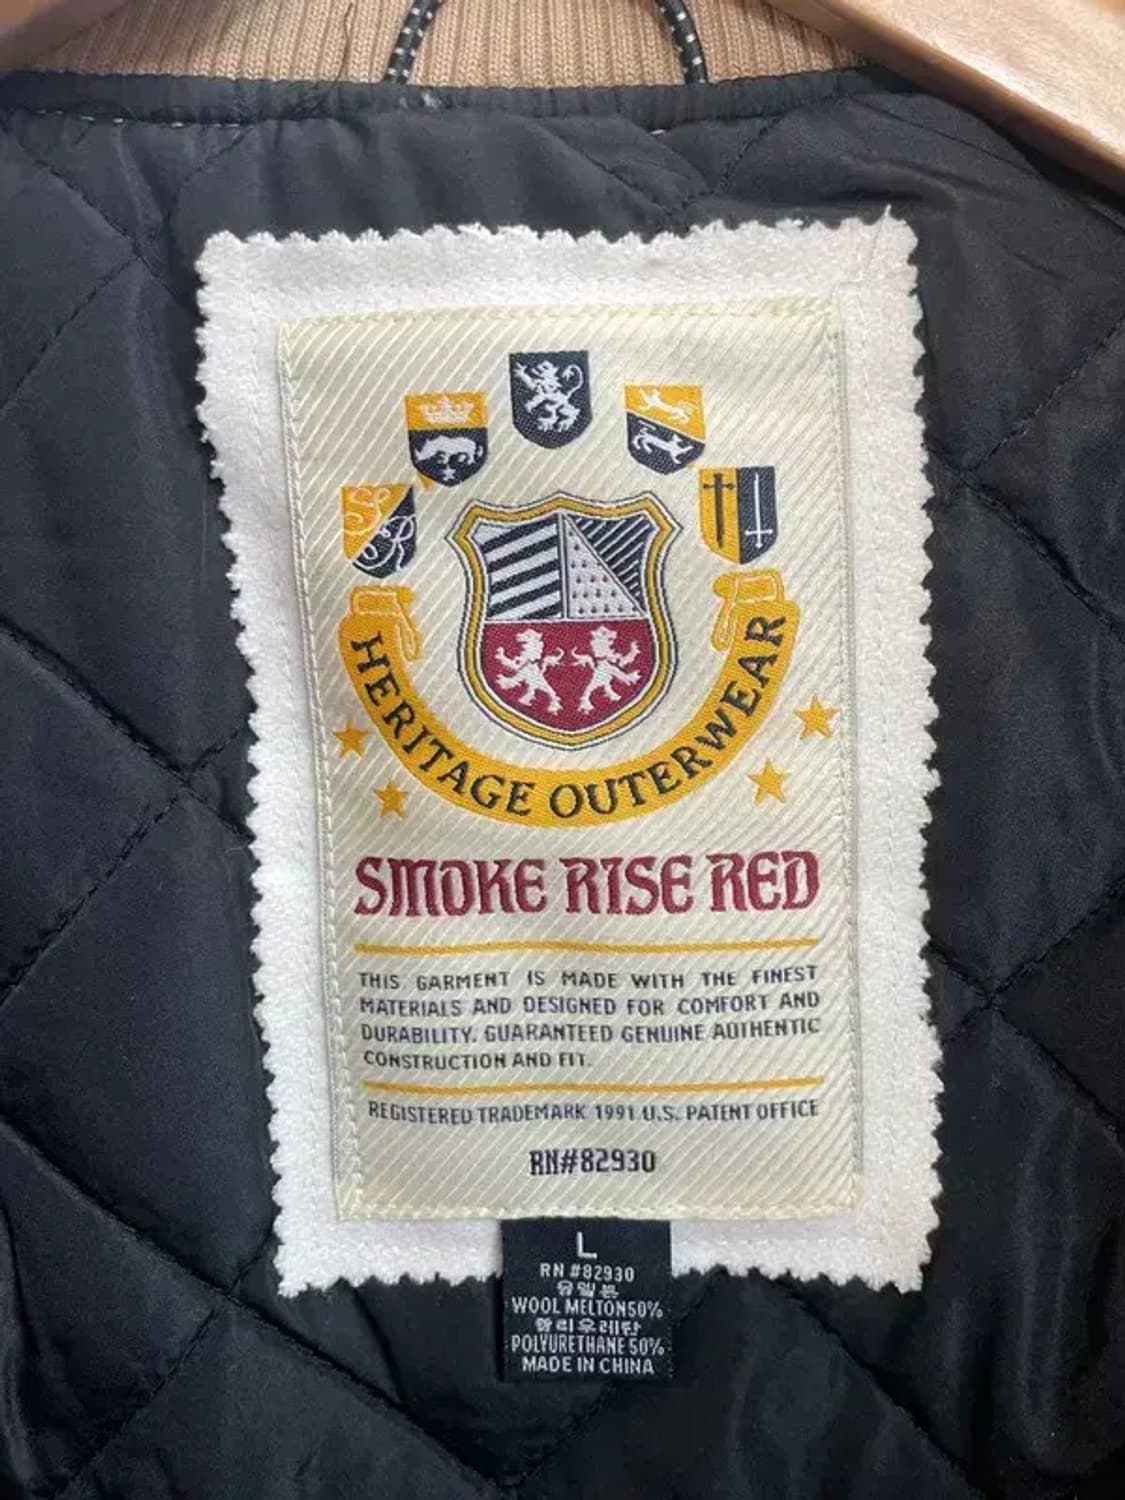 SR
HERITAGE OUTERWEAR
SMOKE RISE RED
THIS GARMENT IS MADE WITH THE FINEST
MATERIALS AND DESIGNED FOR COMFORT AND
DURABILITY. GUARANTEED GENUINE AUTHENTIC
CONSTRUCTION AND FIT.
REGISTERED TRADEMARK 1991 U.S. PATENT OFFICE
RN#82930
L
RN #82930
WOOL MELTON50%
POLYURETHANE 50%
MADE IN CHINA